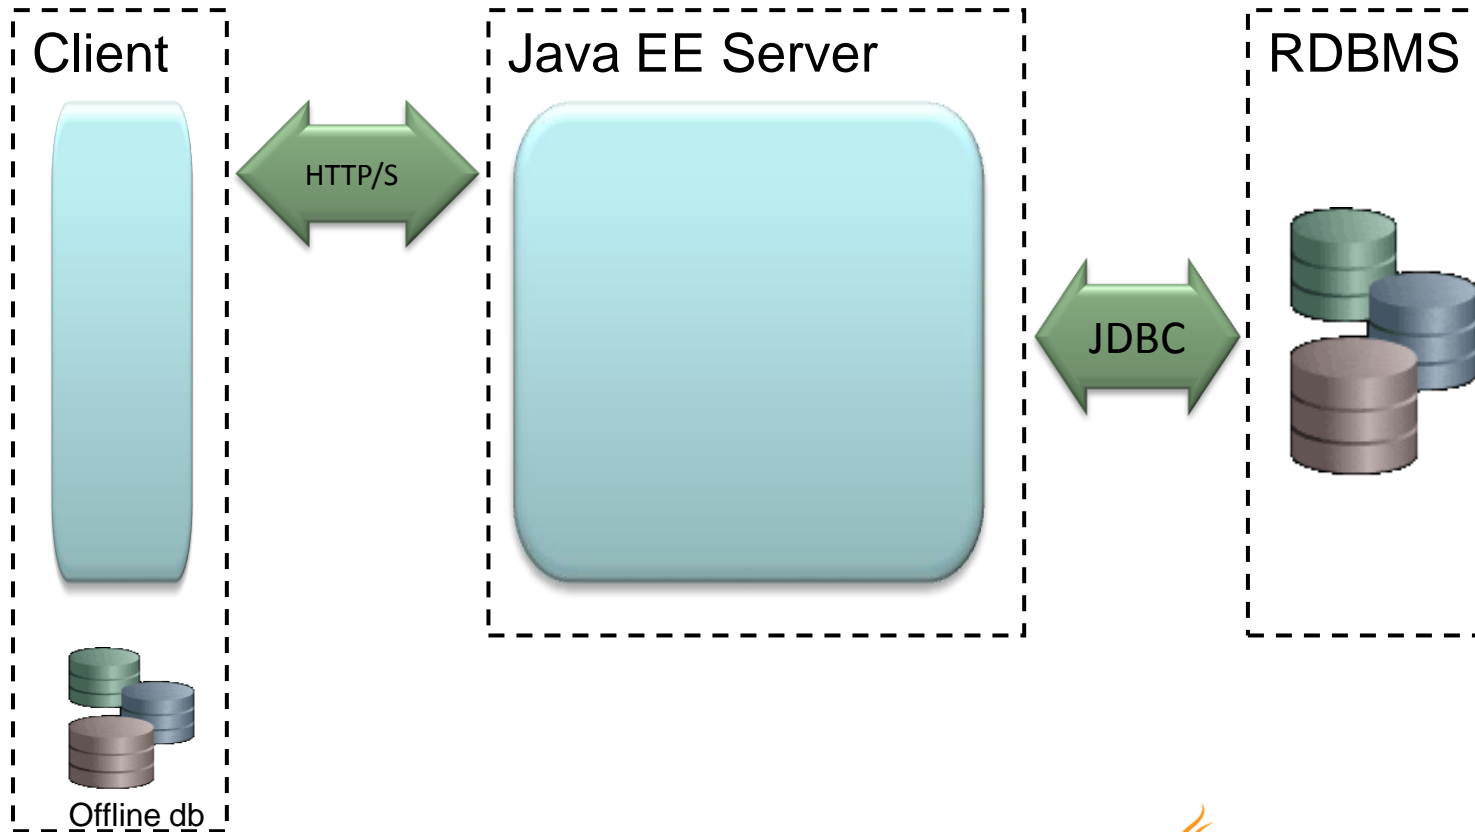 Client
Java EE Server
RDBMS
HTTP/S
JDBC
Offline db